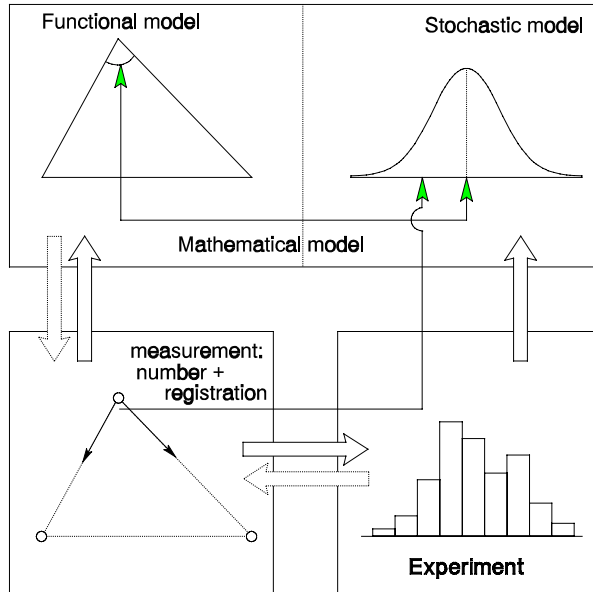 Functional model
Stochastic model
Mathematical model
measurement:
number +
registration
Experiment